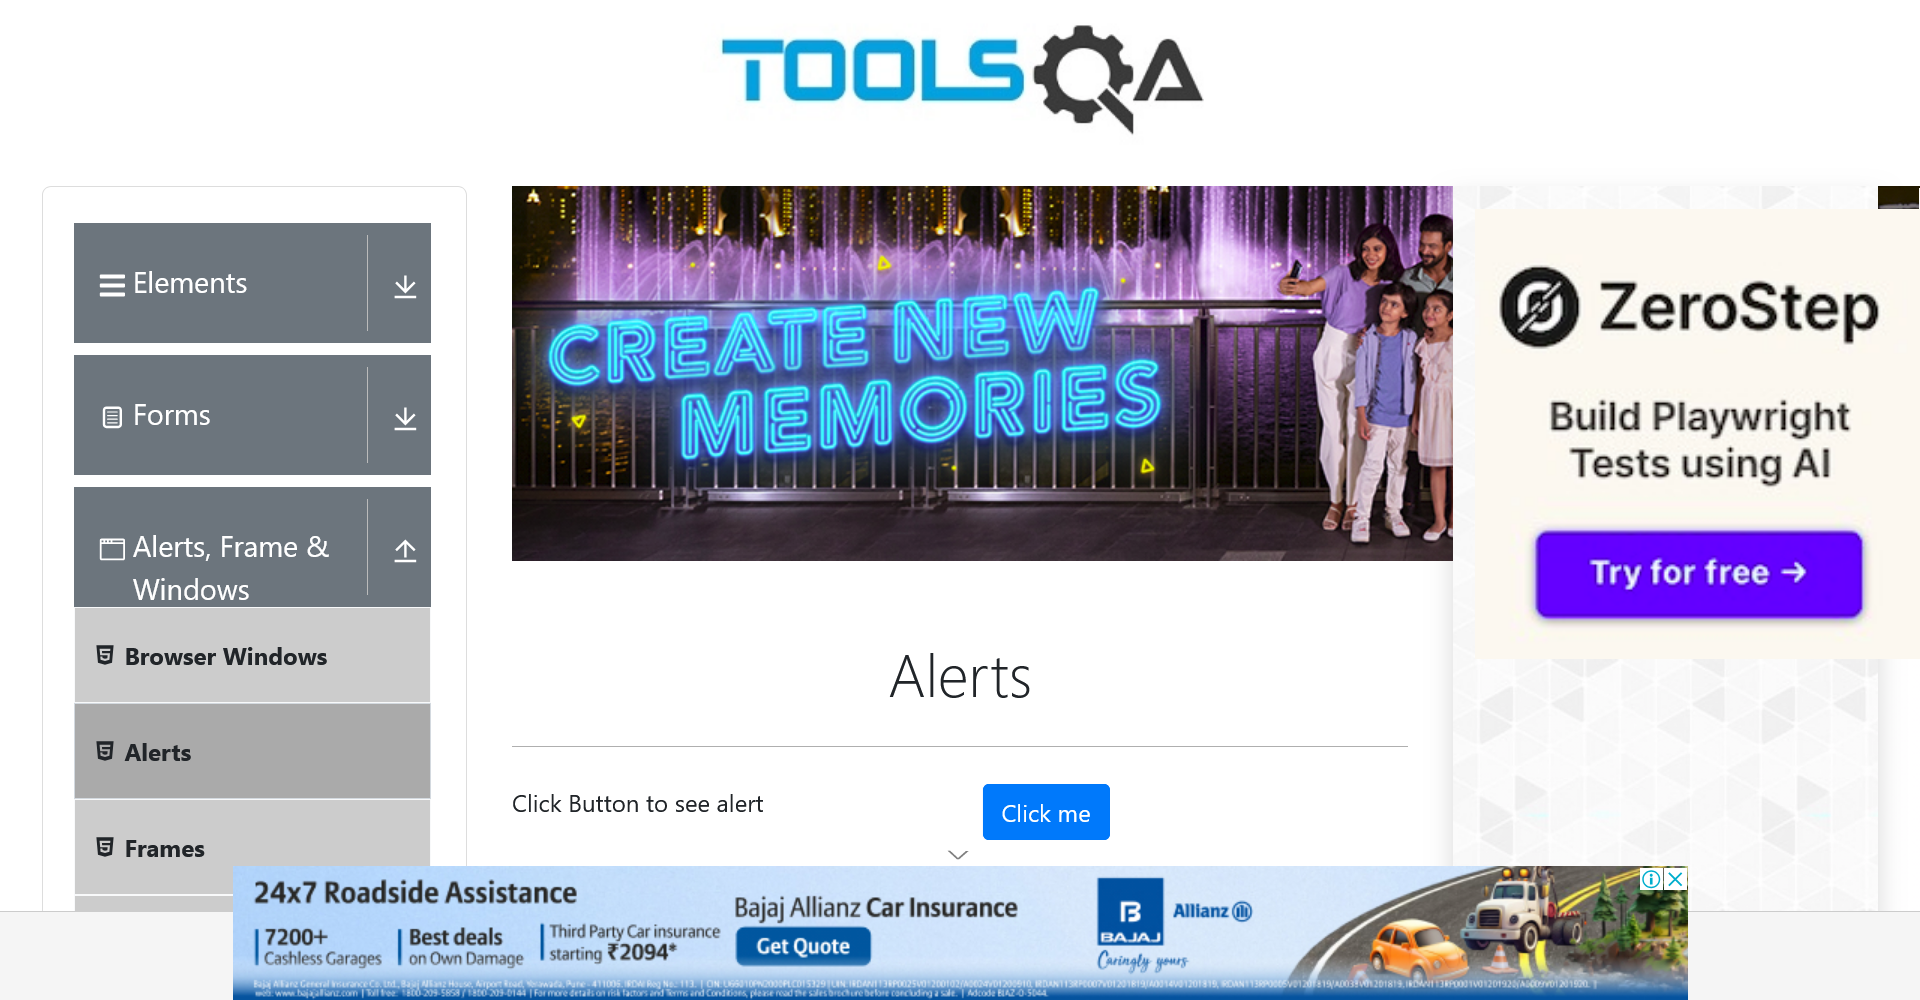 TOOLSQA
Elements
Forms
Alerts, Frame &
Windows
Browser Windows
Alerts
Frames
CREATE NEW
MEMORIES
ZeroStep
Build Playwright
Tests using AI
Try for free →
Alerts
Click Button to see alert
Click me
24x7 Roadside Assistance
7200+
Cashless Garages
Best deals
on Own Damage
Third Party Car insurance
starting ₹2094*
Bajaj Allianz Car Insurance
Get Quote
B
BAJAJ
Allianz
Caringly yours